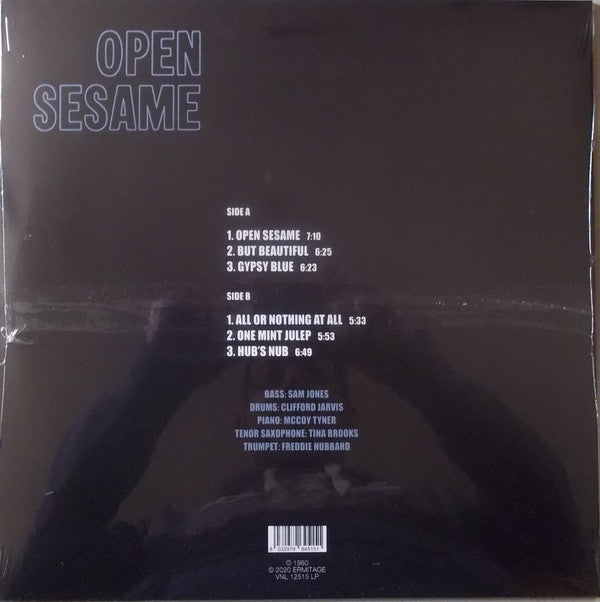 OPEN
SESAME
SIDE A
1. OPEN SESAME 7:10
2. BUT BEAUTIFUL 6:25
3. GYPSY BLUE 6:23
SIDE B
1. ALL OR NOTHING AT ALL 5:33
2. ONE MINT JULEP 5:53
3. HUB'S NUB 6:49
BASS: SAM JONES
DRUMS: CLIFFORD JARVIS
PIANO: MCCOY TYNER
TENOR SAXOPHONE: TINA BROOKS
TRUMPET: FREDDIE HUBBARD
8 032979 645151
© 1960
© 2020 ERMITAGE
VNL 12515 LP